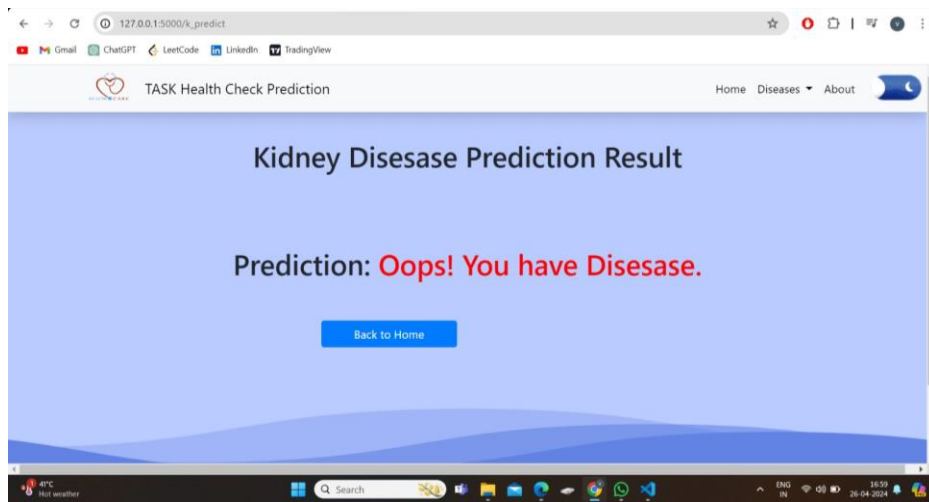 127.0.0.1:5000/k_predict
Gmail ChatGPT LeetCode LinkedIn TradingView
TASK Health Check Prediction
Home Diseases About
Kidney Disesase Prediction Result
Prediction: Oops! You have Disesase.
Back to Home
41°C
Hot weather
Search
ENG
IN
16:59
26-04-2024